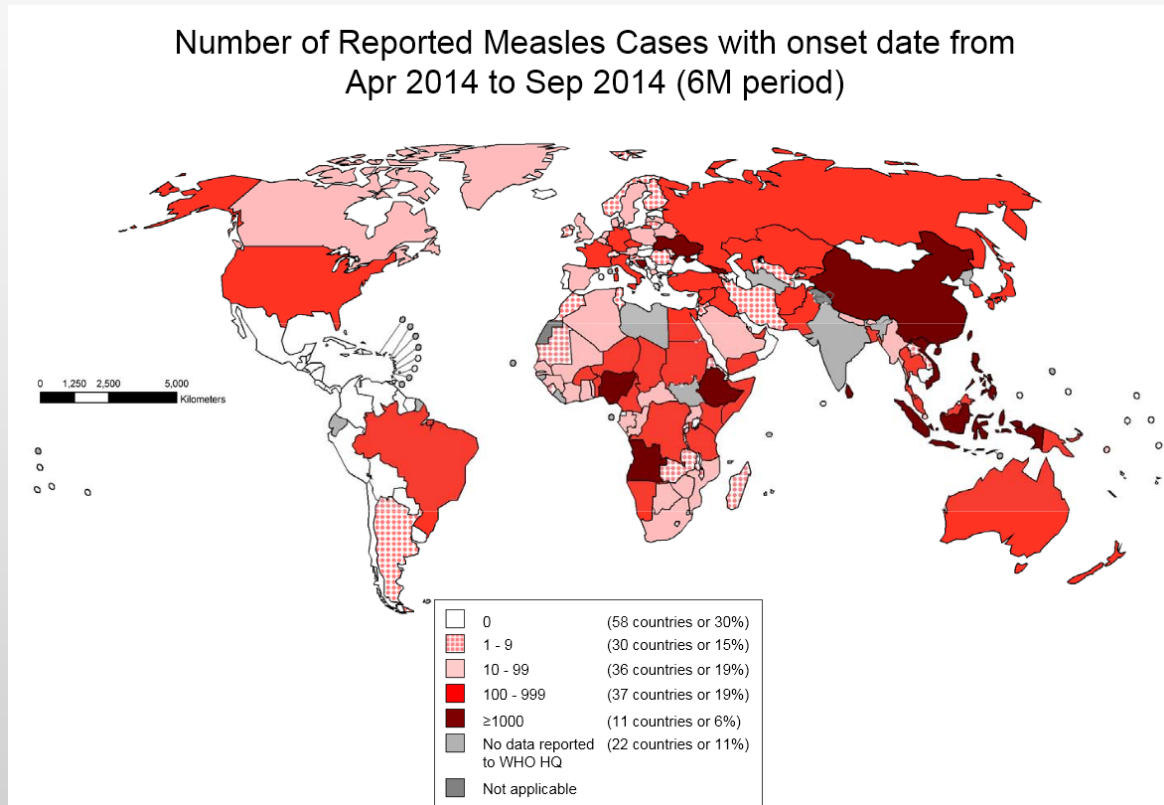 Number of Reported Measles Cases with onset date from
Apr 2014 to Sep 2014 (6M period)
0 1,250 2,500 5,000
Kilometers
0 (58 countries or 30%)
1 - 9 (30 countries or 15%)
10 - 99 (36 countries or 19%)
100 - 999 (37 countries or 19%)
≥1000 (11 countries or 6%)
No data reported (22 countries or 11%)
to WHO HQ
Not applicable